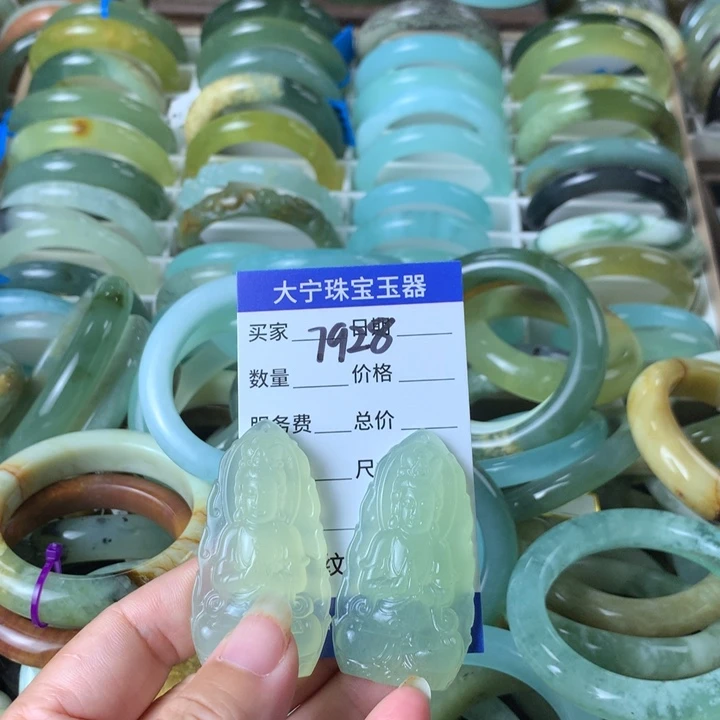 大宁珠宝玉器
买家 7928 日期
数量 价格
服务费 总价
尺
纹